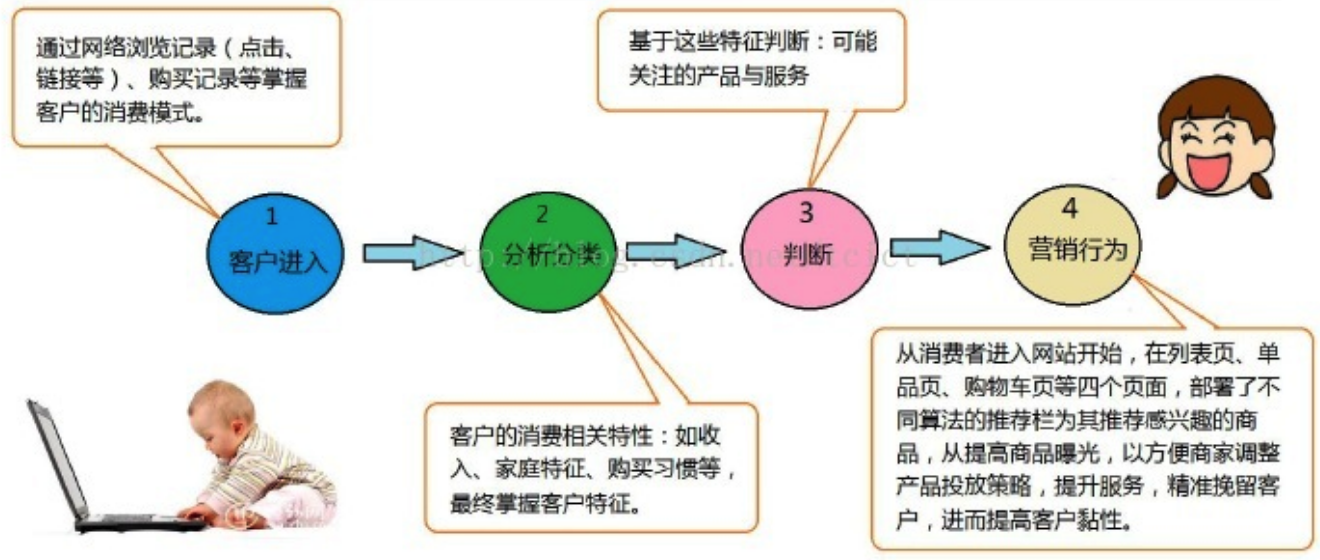 通过网络浏览记录(点击、
链接等)、购买记录等掌握
客户的消费模式。
基于这些特征判断：可能
关注的产品与服务
1
客户进入
2
分析分类
3
判断
4
营销行为
客户的消费相关特性：如收
入、家庭特征、购买习惯等，
最终掌握客户特征。
从消费者进入网站开始，在列表页、单
品页、购物车页等四个页面，部署了不
同算法的推荐栏为其推荐感兴趣的商
品，从提高商品曝光，以方便商家调整
产品投放策略，提升服务，精准挽留客
户，进而提高客户黏性。